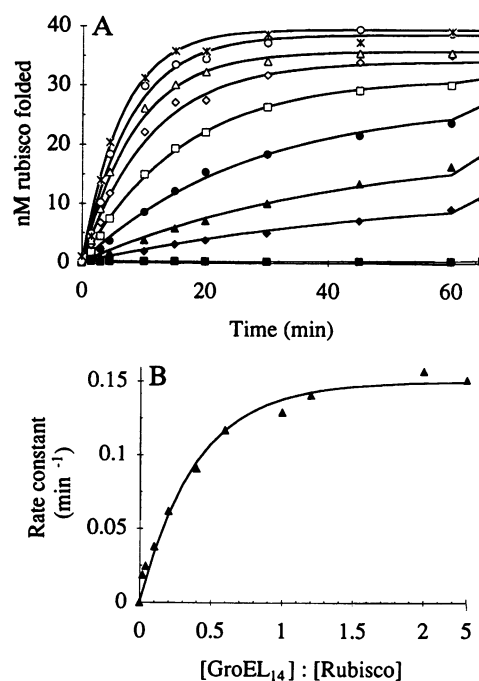 A
40
30
20
10
0
nM rubisco folded
0 20 40 60
Time (min)
B
0.15
0.1
0.05
0
Rate constant
(min -1)
0 0.5 1 1.5 2 5
[GroEL14] : [Rubisco]